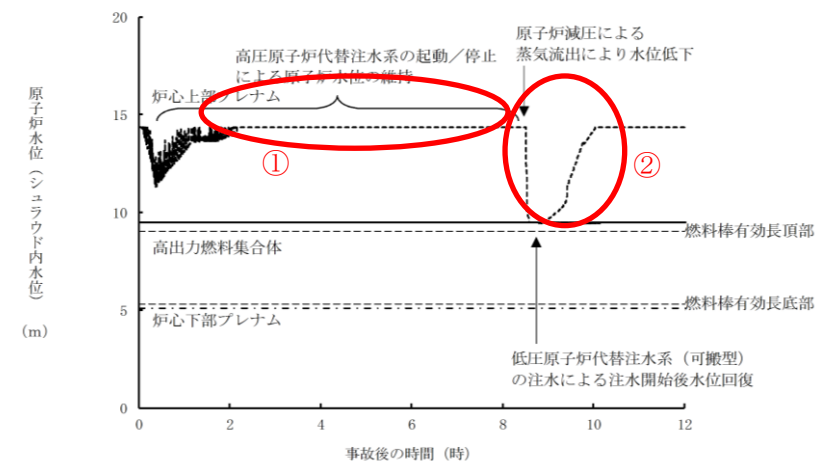 20
15
10
5
0
0
2
4
6
8
10
12
原子炉水位（シュラウド内水位）
（m）
事故後の時間（時）
高圧原子炉代替注水系の起動／停止
による原子炉水位の維持
炉心上部プレナム
原子炉減圧による
蒸気流出により水位低下
①
②
高出力燃料集合体
燃料棒有効長頂部
燃料棒有効長底部
炉心下部プレナム
低圧原子炉代替注水系（可搬型）
の注水による注水開始後水位回復